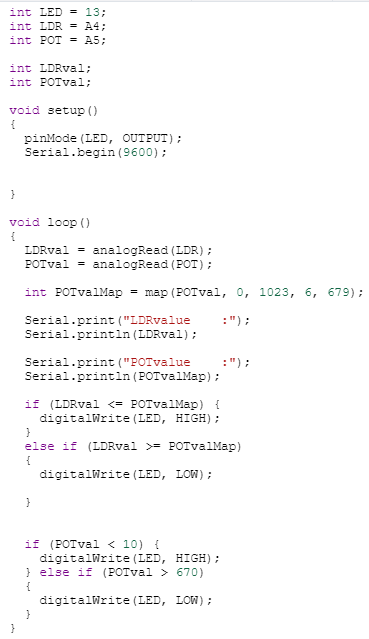 int LED = 13;
int LDR = A4;
int POT = A5;
int LDRval;
int POTval;
void setup()
{
pinMode(LED, OUTPUT);
Serial.begin(9600);
}
void loop()
{
LDRval = analogRead(LDR);
POTval = analogRead(POT);
int POTvalMap = map(POTval, 0, 1023, 6, 679);
Serial.print("LDRvalue    :");
Serial.println(LDRval);
Serial.print("POTvalue    :");
Serial.println(POTvalMap);
if (LDRval <= POTvalMap) {
digitalWrite(LED, HIGH);
}
else if (LDRval >= POTvalMap)
{
digitalWrite(LED, LOW);
}
if (POTval < 10) {
digitalWrite(LED, HIGH);
} else if (POTval > 670)
{
digitalWrite(LED, LOW);
}
}